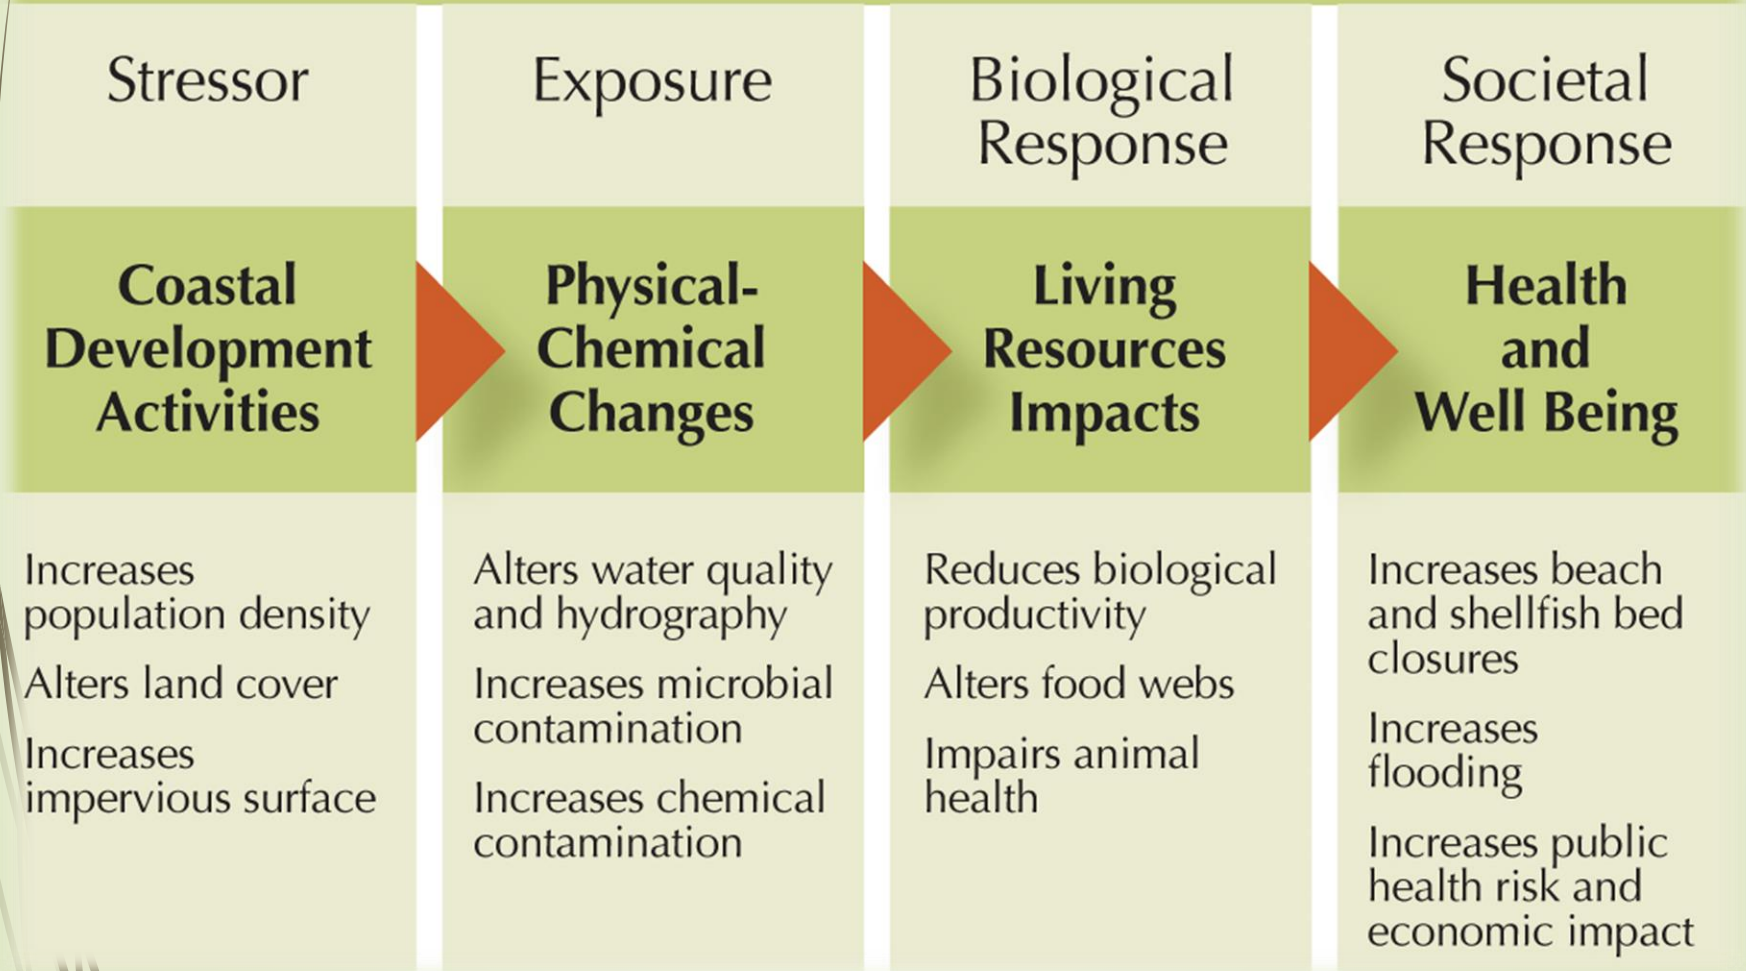 Stressor
Coastal
Development
Activities
Increases
population density
Alters land cover
Increases
impervious surface
Exposure
Physical-
Chemical
Changes
Alters water quality
and hydrography
Increases microbial
contamination
Increases chemical
contamination
Biological
Response
Living
Resources
Impacts
Reduces biological
productivity
Alters food webs
Impairs animal
health
Societal
Response
Health
and
Well Being
Increases beach
and shellfish bed
closures
Increases
flooding
Increases public
health risk and
economic impact